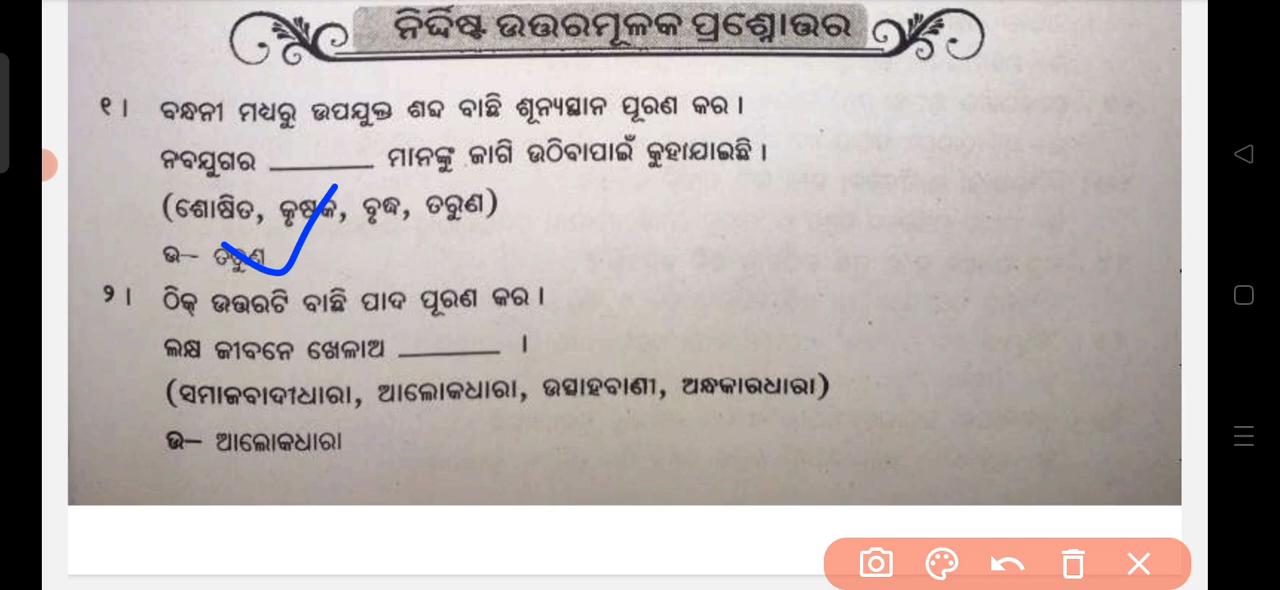 ନିର୍ଦ୍ଦିଷ୍ଟ ଉତ୍ତରମୂଳକ ପ୍ରଶ୍ନୋତ୍ତର
୧ । ବନ୍ଧନୀ ମଧ୍ୟରୁ ଉପଯୁକ୍ତ ଶବ୍ଦ ବାଛି ଶୂନ୍ୟସ୍ଥାନ ପୂରଣ କର ।
ନବଯୁଗର ________ ମାନଙ୍କୁ ଜାଗି ଉଠିବାପାଇଁ କୁହାଯାଇଛି ।
(ଶୋଷିତ, କୃଷକ, ବୃଦ୍ଧ, ତରୁଣ)
ଉ– ତରୁଣ
୨ । ଠିକ୍ ଉତ୍ତରଟି ବାଛି ପାଦ ପୂରଣ କର ।
ଲକ୍ଷ ଜୀବନେ ଖେଳାଅ ________ ।
(ସମାଜବାଦୀଧାରା, ଆଲୋକଧାରା, ଉତ୍ସାହବାଣୀ, ଅନ୍ଧକାରଧାରା)
ଉ– ଆଲୋକଧାରା